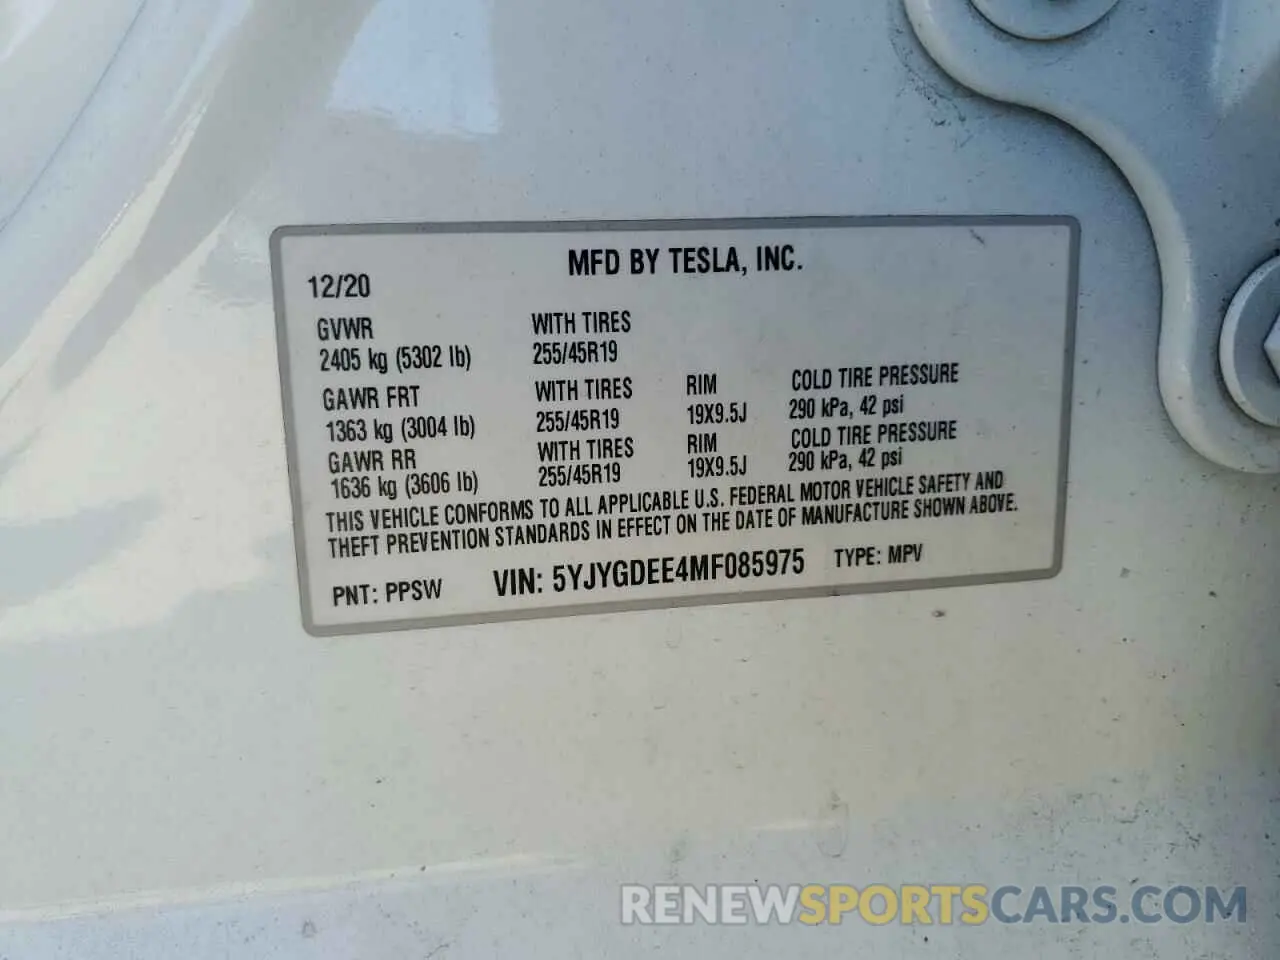 MFD BY TESLA, INC.
12/20
GVWR WITH TIRES
2405 kg (5302 lb) 255/45R19
GAWR FRT WITH TIRES RIM COLD TIRE PRESSURE
1363 kg (3004 lb) 255/45R19 19X9.5J 290 kPa, 42 psi
GAWR RR WITH TIRES RIM COLD TIRE PRESSURE
1636 kg (3606 lb) 255/45R19 19X9.5J 290 kPa, 42 psi
THIS VEHICLE CONFORMS TO ALL APPLICABLE U.S. FEDERAL MOTOR VEHICLE SAFETY AND
THEFT PREVENTION STANDARDS IN EFFECT ON THE DATE OF MANUFACTURE SHOWN ABOVE.
PNT: PPSW VIN: 5YJYGDEE4MF085975 TYPE: MPV
RENEWSPORTSCARS.COM